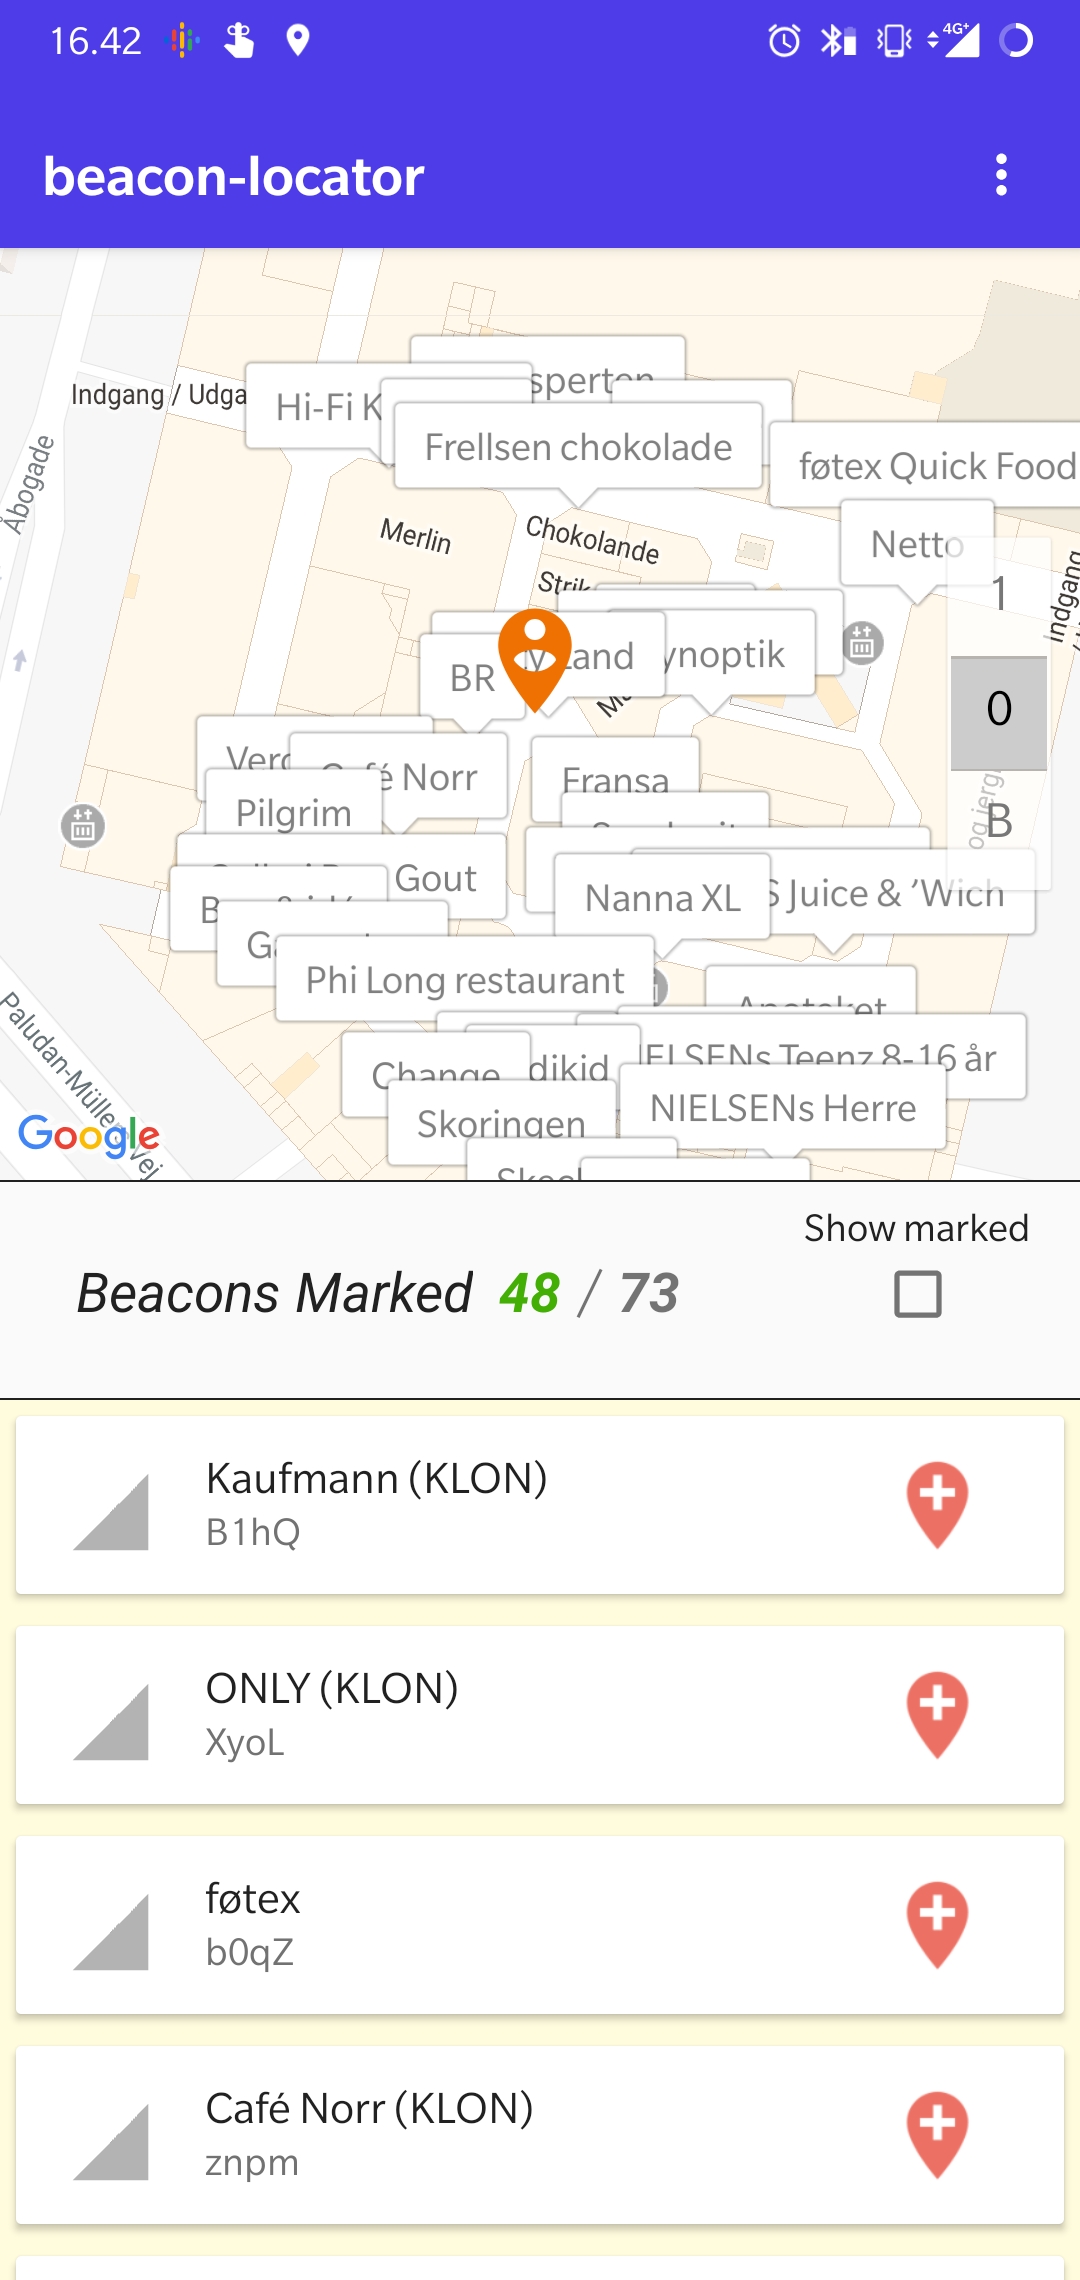 16.42
4G+
beacon-locator
Indgang / Udga
sperten
Hi-Fi K
Frellsen chokolade
føtex Quick Food
Åbogade
Merlin
Chokolande
Netto
Indgang
Strik
1
BR
Land
ynoptik
0
Café Norr
Fransa
Pilgrim
B
Gout
Nanna XL
S Juice & 'Wich
Phi Long restaurant
Apoteket
Paludan-Müllers Vej
Change
dikid
IELSENs Teenz 8-16 år
Skoringen
NIELSENs Herre
Google
Show marked
Beacons Marked 48 / 73
Kaufmann (KLON)
B1hQ
ONLY (KLON)
XyoL
føtex
b0qZ
Café Norr (KLON)
znpm